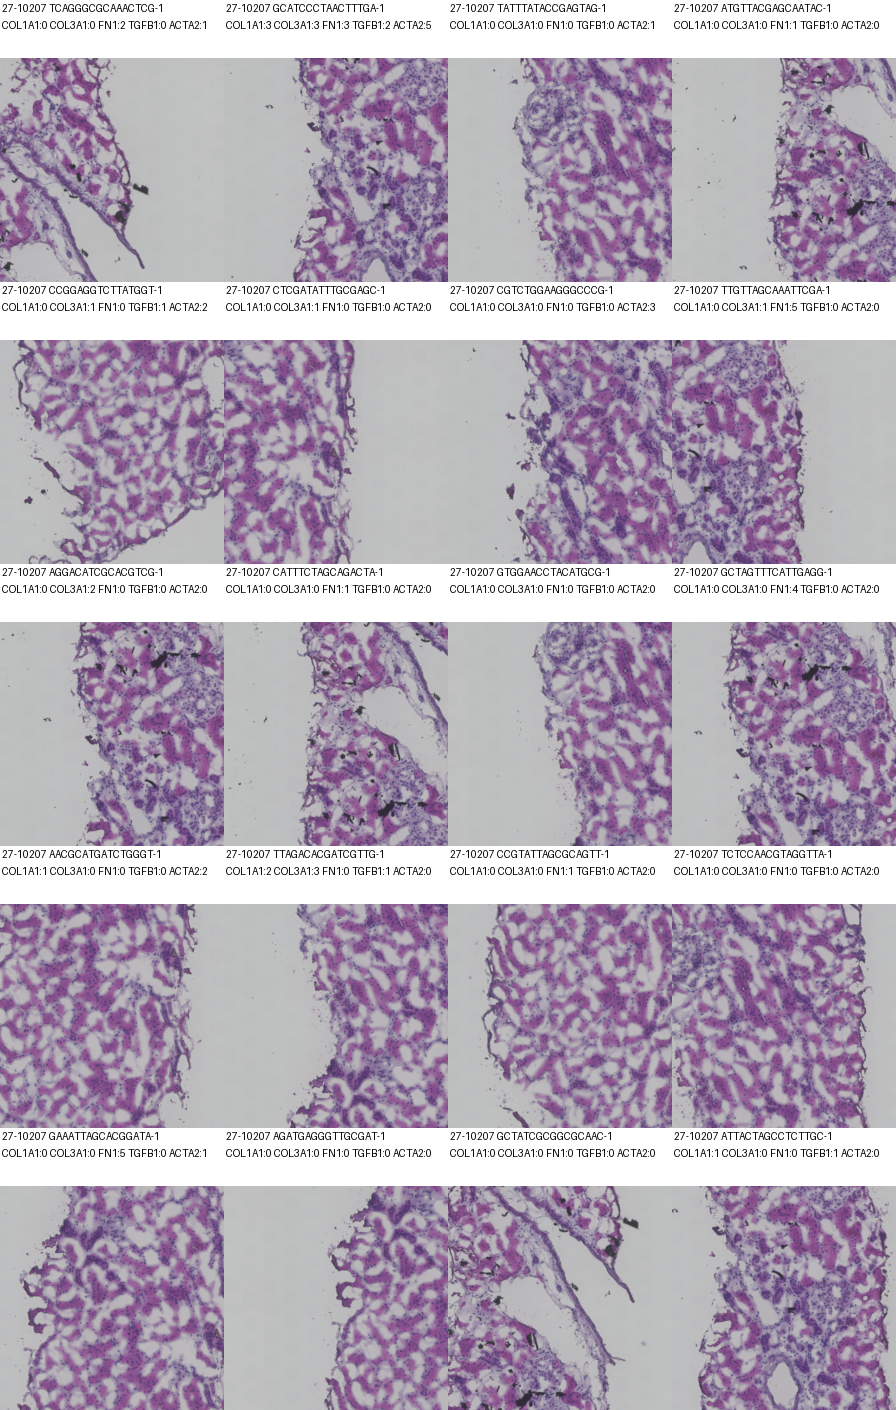 27-10207 TCAGGGCGCAAACTCG-1
COL1A1:0 COL3A1:0 FN1:2 TGFB1:0 ACTA2:1
27-10207 GCATCCCTAACTTTGA-1
COL1A1:3 COL3A1:3 FN1:3 TGFB1:2 ACTA2:5
27-10207 TATTTATACCGAGTAG-1
COL1A1:0 COL3A1:0 FN1:0 TGFB1:0 ACTA2:1
27-10207 ATGTTACGAGCAATAC-1
COL1A1:0 COL3A1:0 FN1:1 TGFB1:0 ACTA2:0
27-10207 CCGGAGGTCTTATGGT-1
COL1A1:0 COL3A1:1 FN1:0 TGFB1:1 ACTA2:2
27-10207 CTCGATATTTGCGAGC-1
COL1A1:0 COL3A1:1 FN1:0 TGFB1:0 ACTA2:0
27-10207 CGTCTGGAAGGGCCCG-1
COL1A1:0 COL3A1:0 FN1:0 TGFB1:0 ACTA2:3
27-10207 TTGTTAGCAAATTCGA-1
COL1A1:0 COL3A1:1 FN1:5 TGFB1:0 ACTA2:0
27-10207 AGGACATCGCACGTCG-1
COL1A1:0 COL3A1:2 FN1:0 TGFB1:0 ACTA2:0
27-10207 CATTTCTAGCAGACTA-1
COL1A1:0 COL3A1:0 FN1:1 TGFB1:0 ACTA2:0
27-10207 GTGGAACCTACATGCG-1
COL1A1:0 COL3A1:0 FN1:0 TGFB1:0 ACTA2:0
27-10207 GCTAGTTTCATTGAGG-1
COL1A1:0 COL3A1:0 FN1:4 TGFB1:0 ACTA2:0
27-10207 AACGCATGATCTGGGT-1
COL1A1:1 COL3A1:0 FN1:0 TGFB1:0 ACTA2:2
27-10207 TTAGACACGATCGTTG-1
COL1A1:2 COL3A1:3 FN1:0 TGFB1:1 ACTA2:0
27-10207 CCGTATTAGCGCAGTT-1
COL1A1:0 COL3A1:0 FN1:1 TGFB1:0 ACTA2:0
27-10207 TCTCCAACGTAGGTTA-1
COL1A1:0 COL3A1:0 FN1:0 TGFB1:0 ACTA2:0
27-10207 GAAATTAGCACGGATA-1
COL1A1:0 COL3A1:0 FN1:5 TGFB1:0 ACTA2:1
27-10207 AGATGAGGGTTGCGAT-1
COL1A1:0 COL3A1:0 FN1:0 TGFB1:0 ACTA2:0
27-10207 GCTATCGCGGCGCAAC-1
COL1A1:0 COL3A1:0 FN1:0 TGFB1:0 ACTA2:0
27-10207 ATTACTAGCCTCTTGC-1
COL1A1:1 COL3A1:0 FN1:0 TGFB1:1 ACTA2:0